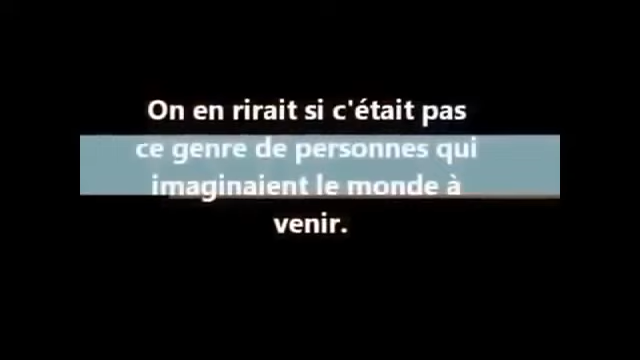 On en rirait si c'était pas
ce genre de personnes qui
imaginaient le monde à
venir.